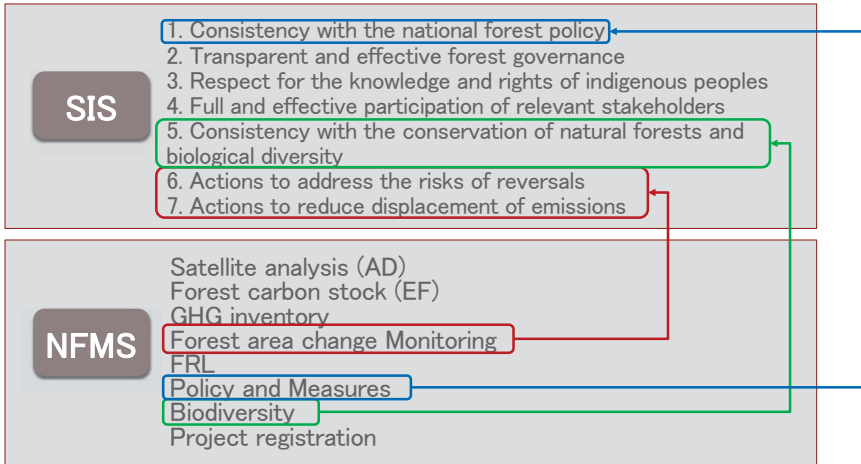 SIS
1. Consistency with the national forest policy
2. Transparent and effective forest governance
3. Respect for the knowledge and rights of indigenous peoples
4. Full and effective participation of relevant stakeholders
5. Consistency with the conservation of natural forests and
biological diversity
6. Actions to address the risks of reversals
7. Actions to reduce displacement of emissions
NFMS
Satellite analysis (AD)
Forest carbon stock (EF)
GHG inventory
Forest area change Monitoring
FRL
Policy and Measures
Biodiversity
Project registration